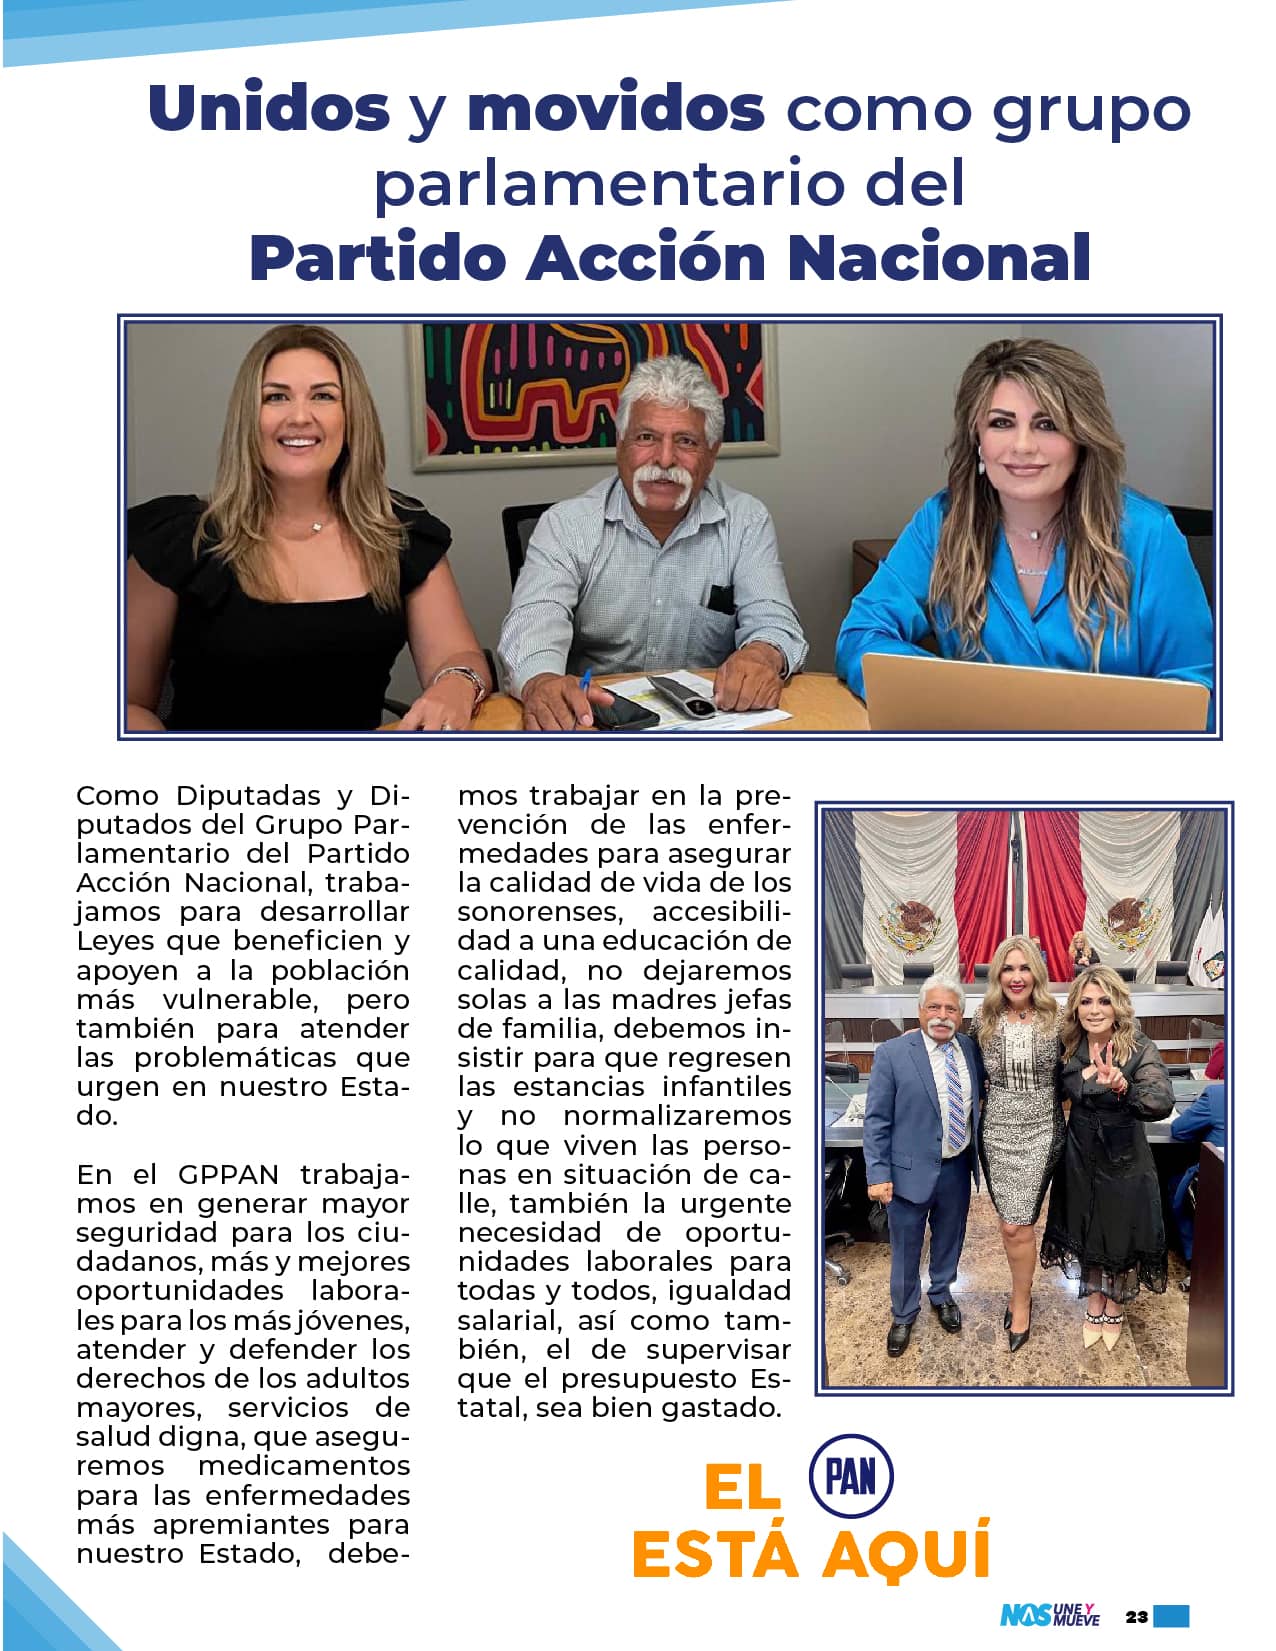 Unidos y movidos como grupo
parlamentario del
Partido Acción Nacional
Como Diputadas y Di-
putados del Grupo Par-
lamentario del Partido
Acción Nacional, traba-
jamos para desarrollar
Leyes que beneficien y
apoyen a la población
más vulnerable, pero
también para atender
las problemáticas que
urgen en nuestro Esta-
do.
En el GPPAN trabaja-
mos en generar mayor
seguridad para los ciu-
dadanos, más y mejores
oportunidades labora-
les para los más jóvenes,
atender y defender los
derechos de los adultos
mayores, servicios de
salud digna, que asegu-
remos medicamentos
para las enfermedades
más apremiantes para
nuestro Estado, debe-
mos trabajar en la pre-
vención de las enfer-
medades para asegurar
la calidad de vida de los
sonorenses, accesibili-
dad a una educación de
calidad, no dejaremos
solas a las madres jefas
de familia, debemos in-
sistir para que regresen
las estancias infantiles
y no normalizaremos
lo que viven las perso-
nas en situación de ca-
lle, también la urgente
necesidad de oportu-
nidades laborales para
todas y todos, igualdad
salarial, así como tam-
bién, el de supervisar
que el presupuesto Es-
tatal, sea bien gastado.
EL PAN
ESTÁ AQUÍ
NOS UNE Y
MUEVE
23